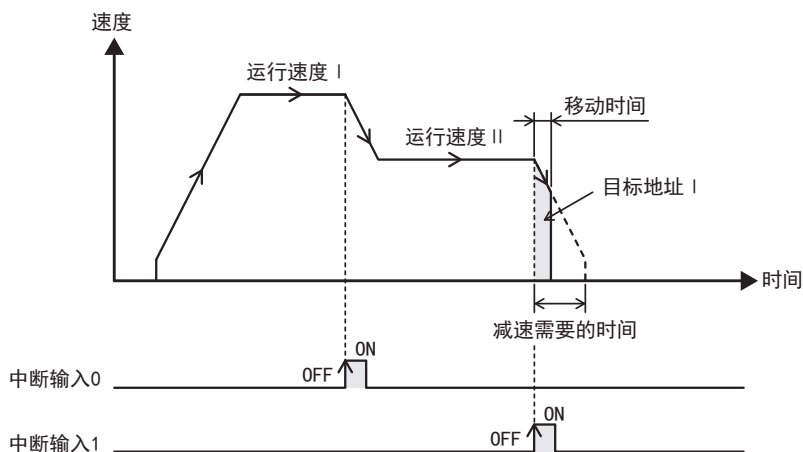 速度
运行速度Ⅰ
移动时间
运行速度Ⅱ
目标地址Ⅰ
时间
减速需要的时间
ON
中断输入0
OFF
ON
中断输入1
OFF